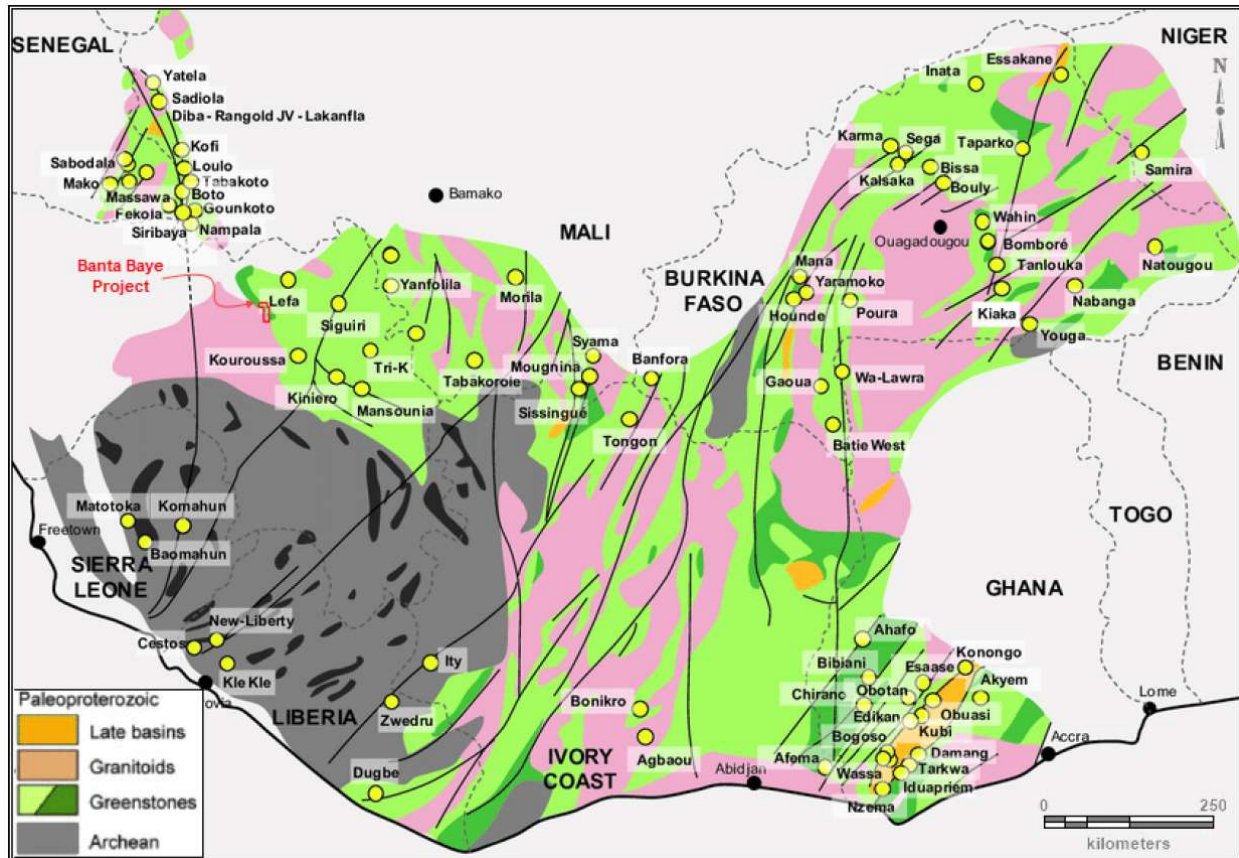 SENEGAL
NIGER
N
Yatela
Sadiola
Diba - Rangold JV - Lakanfla
Kofi
Sabodala
Loulo
Mako
Tabakoto
Massawa
Boto
Fekola
Gounkoto
Siribaya
Nampala
Bamako
MALI
Banta Baye
Project
Lefa
Siguiri
Yanfolila
Morila
Kouroussa
Tri-K
Kiniero
Mansounia
Tabakoroie
Syama
Mougnina
Sissingué
Banfora
Tongon
Inata
Essakane
Karma
Sega
Taparko
Kalsaka
Bissa
Bouly
Samira
Ouagadougou
Wahin
Bomboré
Tanlouka
Natougou
BURKINA
FASO
Mana
Yaramoko
Hounde
Poura
Kiaka
Nabanga
Youga
Gaoua
Wa-Lawra
Batie West
BENIN
TOGO
GHANA
Matotoka
Komahun
Freetown
Baomahun
SIERRA
LEONE
New-Liberty
Cestos
Kle Kle
ovia
LIBERIA
Ity
Zwedru
Dugbe
Bonikro
Agbaou
IVORY
COAST
Abidjan
Ahafo
Bibiani
Esaase
Konongo
Chirano
Obotan
Akyem
Edikan
Obuasi
Bogoso
Kubi
Afema
Wassa
Damang
Tarkwa
Iduapriem
Nzema
Accra
Lome
Paleoproterozoic
Late basins
Granitoids
Greenstones
Archean
0 250
kilometers